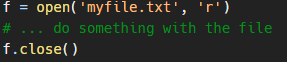 f = open('myfile.txt', 'r')
# ... do something with the file
f.close()